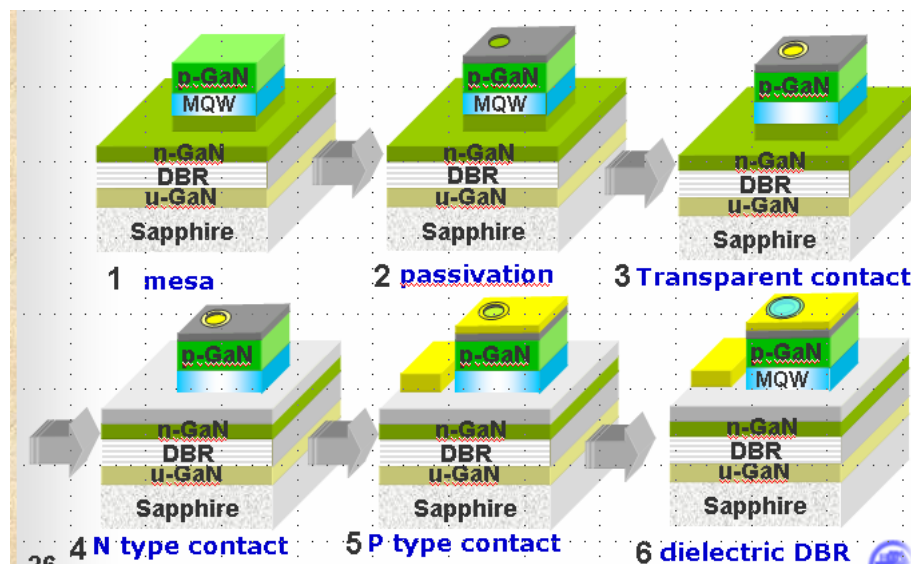 p-GaN
MQW
n-GaN
DBR
u-GaN
Sapphire
1 mesa
p-GaN
MQW
n-GaN
DBR
u-GaN
Sapphire
2 passivation
p-GaN
n-GaN
DBR
u-GaN
Sapphire
3 Transparent contact
p-GaN
n-GaN
DBR
u-GaN
Sapphire
4 N type contact
p-GaN
n-GaN
DBR
u-GaN
Sapphire
5 P type contact
p-GaN
MQW
n-GaN
DBR
u-GaN
Sapphire
6 dielectric DBR